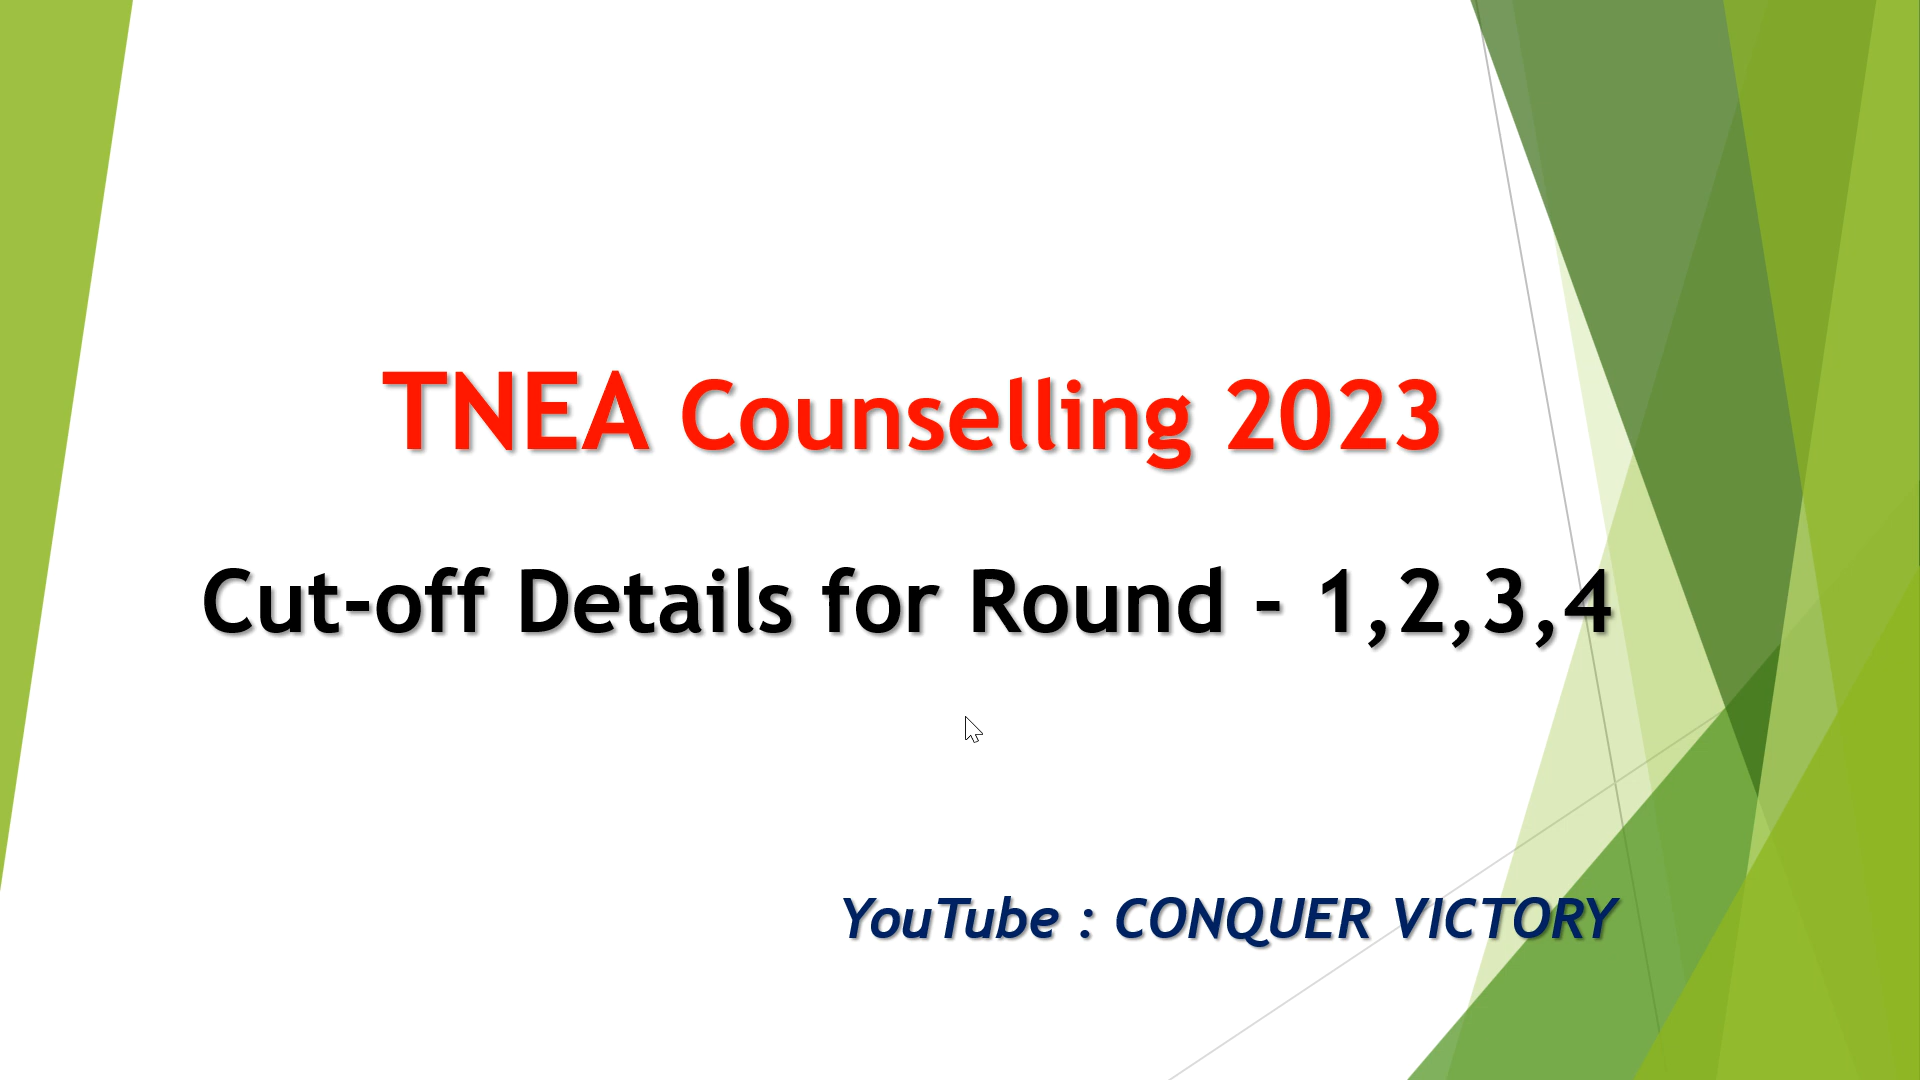 TNEA Counselling 2023
Cut-off Details for Round - 1,2,3,4
YouTube : CONQUER VICTORY